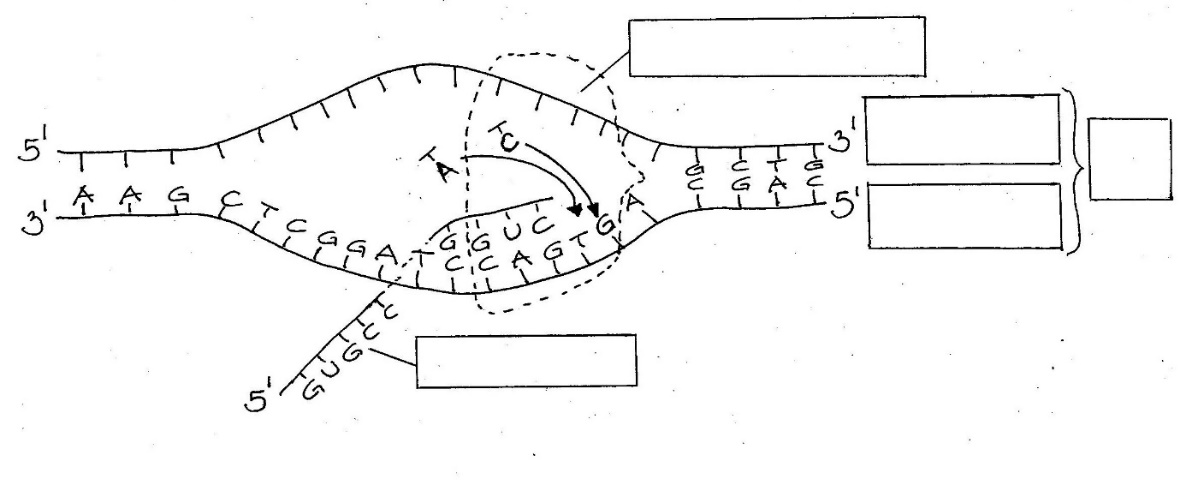 5' 3'
G C T G
C G A C
3' A A G C T C G G A T C C A G T G A 5'
T A
T C
G G U C
5' G U G C C